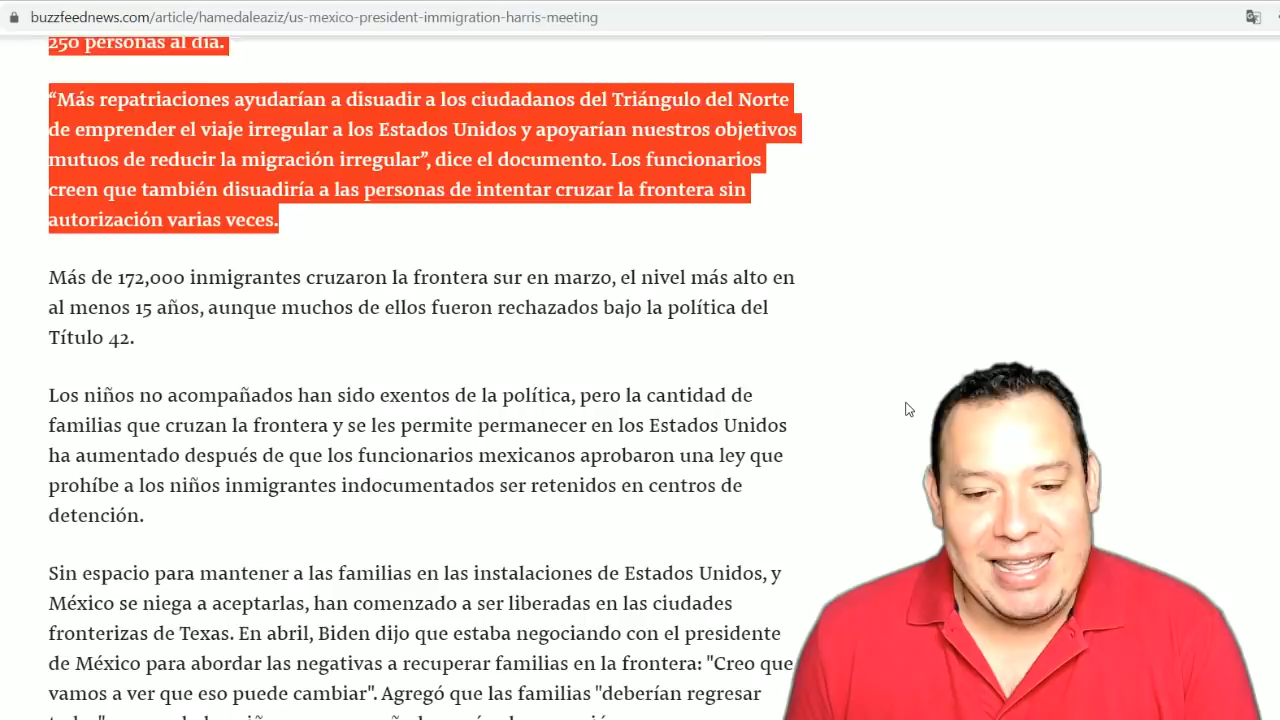 buzzfeednews.com/article/hamedaleaziz/us-mexico-president-immigration-harris-meeting
250 personas al día.
“Más repatriaciones ayudarían a disuadir a los ciudadanos del Triángulo del Norte
de emprender el viaje irregular a los Estados Unidos y apoyarían nuestros objetivos
mutuos de reducir la migración irregular”, dice el documento. Los funcionarios
creen que también disuadiría a las personas de intentar cruzar la frontera sin
autorización varias veces.
Más de 172,000 inmigrantes cruzaron la frontera sur en marzo, el nivel más alto en
al menos 15 años, aunque muchos de ellos fueron rechazados bajo la política del
Título 42.
Los niños no acompañados han sido exentos de la política, pero la cantidad de
familias que cruzan la frontera y se les permite permanecer en los Estados Unidos
ha aumentado después de que los funcionarios mexicanos aprobaron una ley que
prohíbe a los niños inmigrantes indocumentados ser retenidos en centros de
detención.
Sin espacio para mantener a las familias en las instalaciones de Estados Unidos, y
México se niega a aceptarlas, han comenzado a ser liberadas en las ciudades
fronterizas de Texas. En abril, Biden dijo que estaba negociando con el presidente
de México para abordar las negativas a recuperar familias en la frontera: "Creo que
vamos a ver que eso puede cambiar". Agregó que las familias "deberían regresar